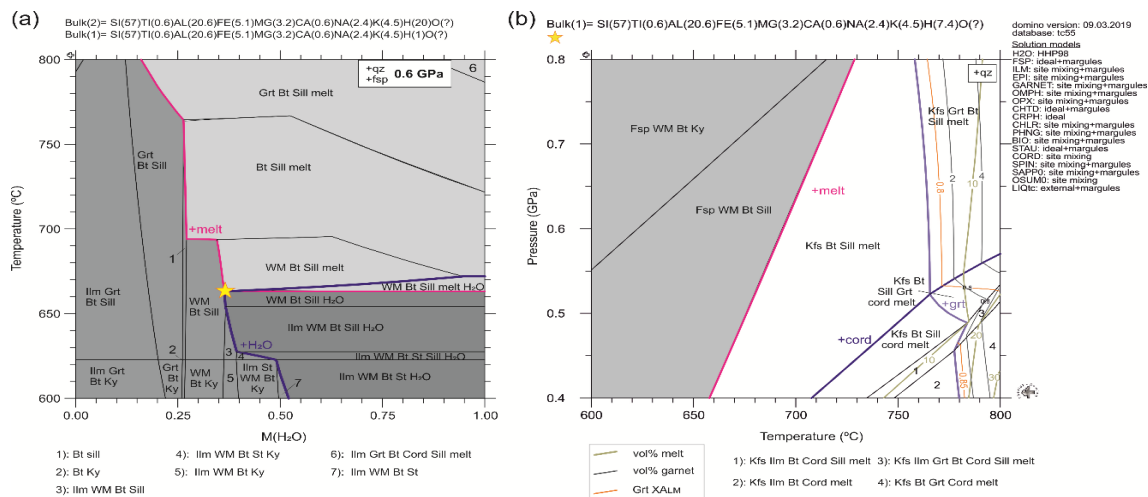 (a)
Bulk(2)= SI(57)TI(0.6)AL(20.6)FE(5.1)MG(3.2)CA(0.6)NA(2.4)K(4.5)H(20)O(?)
Bulk(1)= SI(57)TI(0.6)AL(20.6)FE(5.1)MG(3.2)CA(0.6)NA(2.4)K(4.5)H(1)O(?)
800
+qz
+fsp
0.6 GPa
6
Grt Bt Sill melt
Grt
Bt Sill
Bt Sill melt
700
Temperature (ºC)
+melt
1
WM Bt Sill melt
WM Bt Sill melt H₂O
WM Bt Sill H₂O
Ilm Grt
Bt Sill
WM Bt
Sill
650
Ilm WM Bt Sill H₂O
+H₂O
3
4
Ilm WM Bt St Sill H₂O
2
Ilm Grt
Bt Ky
Grt
Bt
Ky
WM
Bt Ky
5
Ilm St
WM Bt
Ky
Ilm WM Bt St H₂O
7
600
0.00
0.25
0.50
0.75
1.00
M(H₂O)
1): Bt sill
4): Ilm WM Bt St Ky
6): Ilm Grt Bt Cord Sill melt
2): Bt Ky
5): Ilm WM Bt Ky
7): Ilm WM Bt St
3): Ilm WM Bt Sill
(b)
Bulk(1)= SI(57)TI(0.6)AL(20.6)FE(5.1)MG(3.2)CA(0.6)NA(2.4)K(4.5)H(7.4)O(?)
0.8
+qz
Kfs Grt Bt
Sill melt
Fsp WM Bt Ky
0.7
Pressure (GPa)
+melt
0.8
2
10
4
Fsp WM Bt Sill
0.6
Kfs Bt Sill melt
Kfs Bt
Sill Grt
cord melt
0.5
+grt
3
+cord
Kfs Bt Sill
cord melt
20
4
1
10
2
0.85
30
0.4
600
700
750
800
Temperature (ºC)
vol% melt
vol% garnet
Grt XALM
1): Kfs Ilm Bt Cord Sill melt
3): Kfs Ilm Grt Bt Cord Sill melt
2): Kfs Ilm Bt Cord melt
4): Kfs Bt Grt Cord melt
domino version: 09.03.2019
database: tc55
Solution models
H2O: HHP98
FSP: ideal+margules
ILM: site mixing+margules
EPI: site mixing+margules
GARNET: site mixing+margules
OMPH: site mixing+margules
OPX: site mixing+margules
CHTD: ideal+margules
CRPH: ideal
CHLR: site mixing+margules
PHNG: site mixing+margules
BIO: site mixing+margules
STAU: ideal+margules
CORD: site mixing
SPIN: site mixing+margules
SAPP0: site mixing+margules
OSUM0: site mixing
LIQtc: external+margules